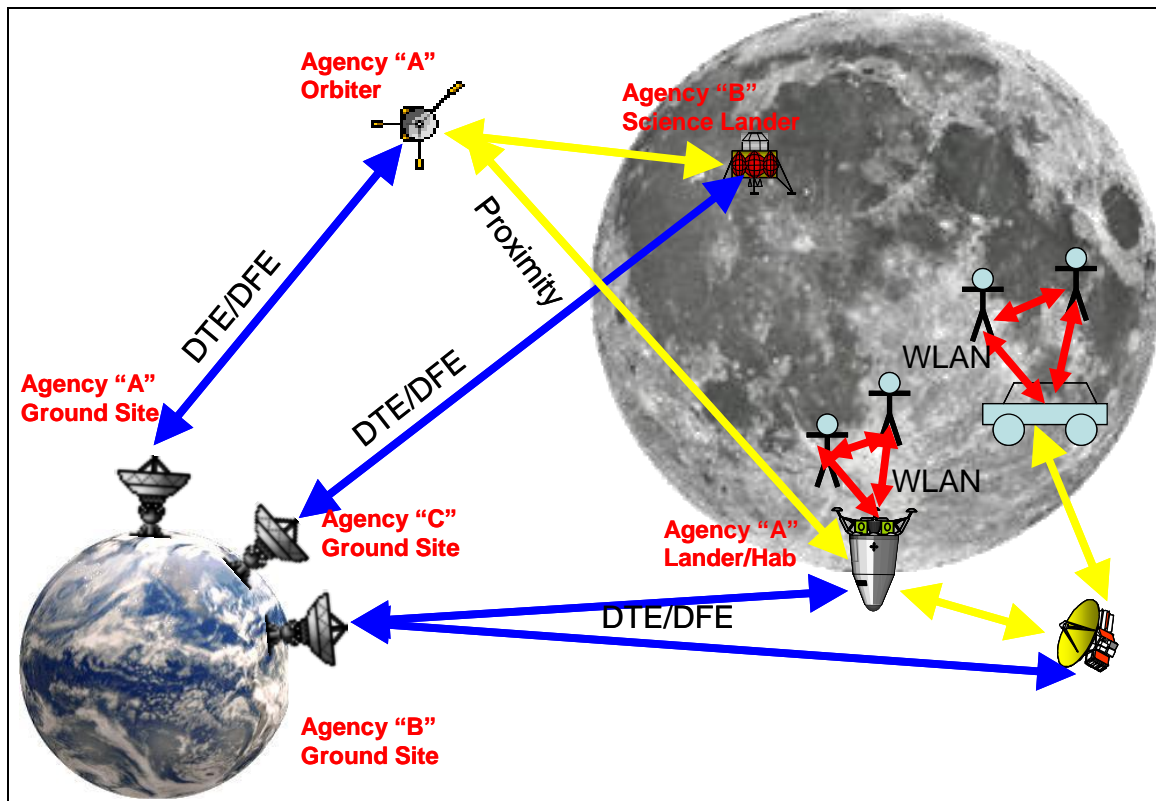 Agency “A”
Orbiter
Agency “B”
Science Lander
Proximity
DTE/DFE
DTE/DFE
WLAN
Agency “A”
Ground Site
WLAN
Agency “C”
Ground Site
Agency “A”
Lander/Hab
DTE/DFE
Agency “B”
Ground Site